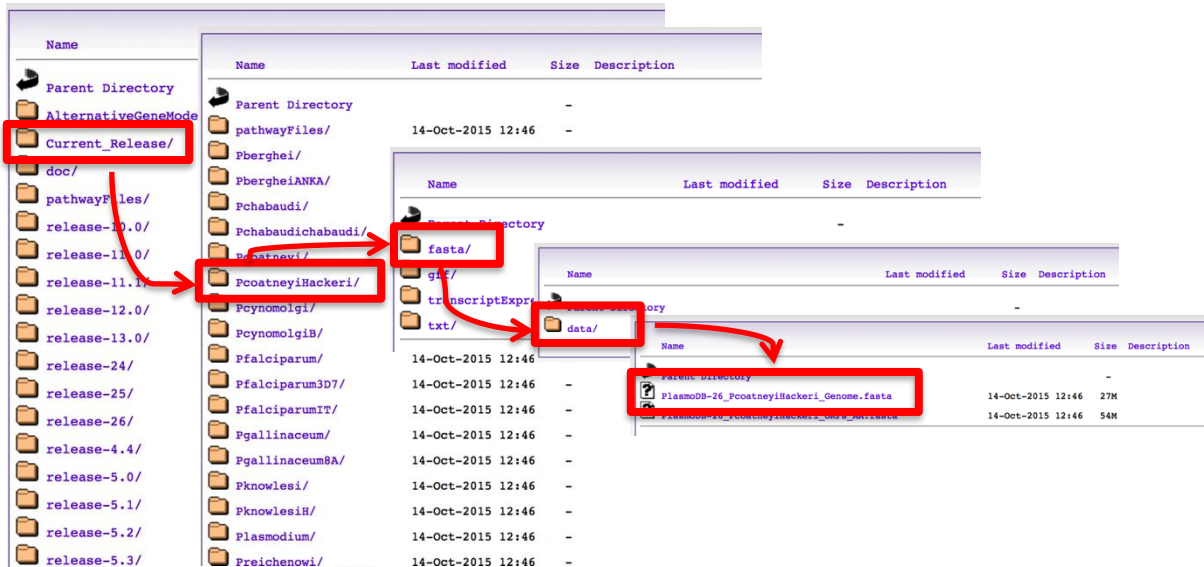 Name
Parent Directory
AlternativeGeneMode
Current_Release/
doc/
pathwayFiles/
release-10.0/
release-11.0/
release-11.1/
release-12.0/
release-13.0/
release-24/
release-25/
release-26/
release-4.4/
release-5.0/
release-5.1/
release-5.2/
release-5.3/
Name Last modified Size Description
Parent Directory -
pathwayFiles/ 14-Oct-2015 12:46 -
Pberghei/
PbergheiANKA/
Pchabaudi/
Pchabaudichabaudi/
Pcoatneyi/
PcoatneyiHackeri/
Pcynomolgi/
PcynomolgiB/
Pfalciparum/ 14-Oct-2015 12:46
Pfalciparum3D7/ 14-Oct-2015 12:46 -
PfalciparumIT/ 14-Oct-2015 12:46 -
Pgallinaceum/ 14-Oct-2015 12:46 -
Pgallinaceum8A/ 14-Oct-2015 12:46 -
Pknowlesi/ 14-Oct-2015 12:46 -
PknowlesiH/ 14-Oct-2015 12:46 -
Plasmodium/ 14-Oct-2015 12:46 -
Preichenowi/ 14-Oct-2015 12:46 -
Name Last modified Size Description
Parent Directory -
fasta/
gff/
transcriptExpre
txt/
Name Last modified Size Description
Parent Directory -
data/
Name Last modified Size Description
Parent Directory -
PlasmoDB-26_PcoatneyiHackeri_Genome.fasta 14-Oct-2015 12:46 27M
14-Oct-2015 12:46 54M